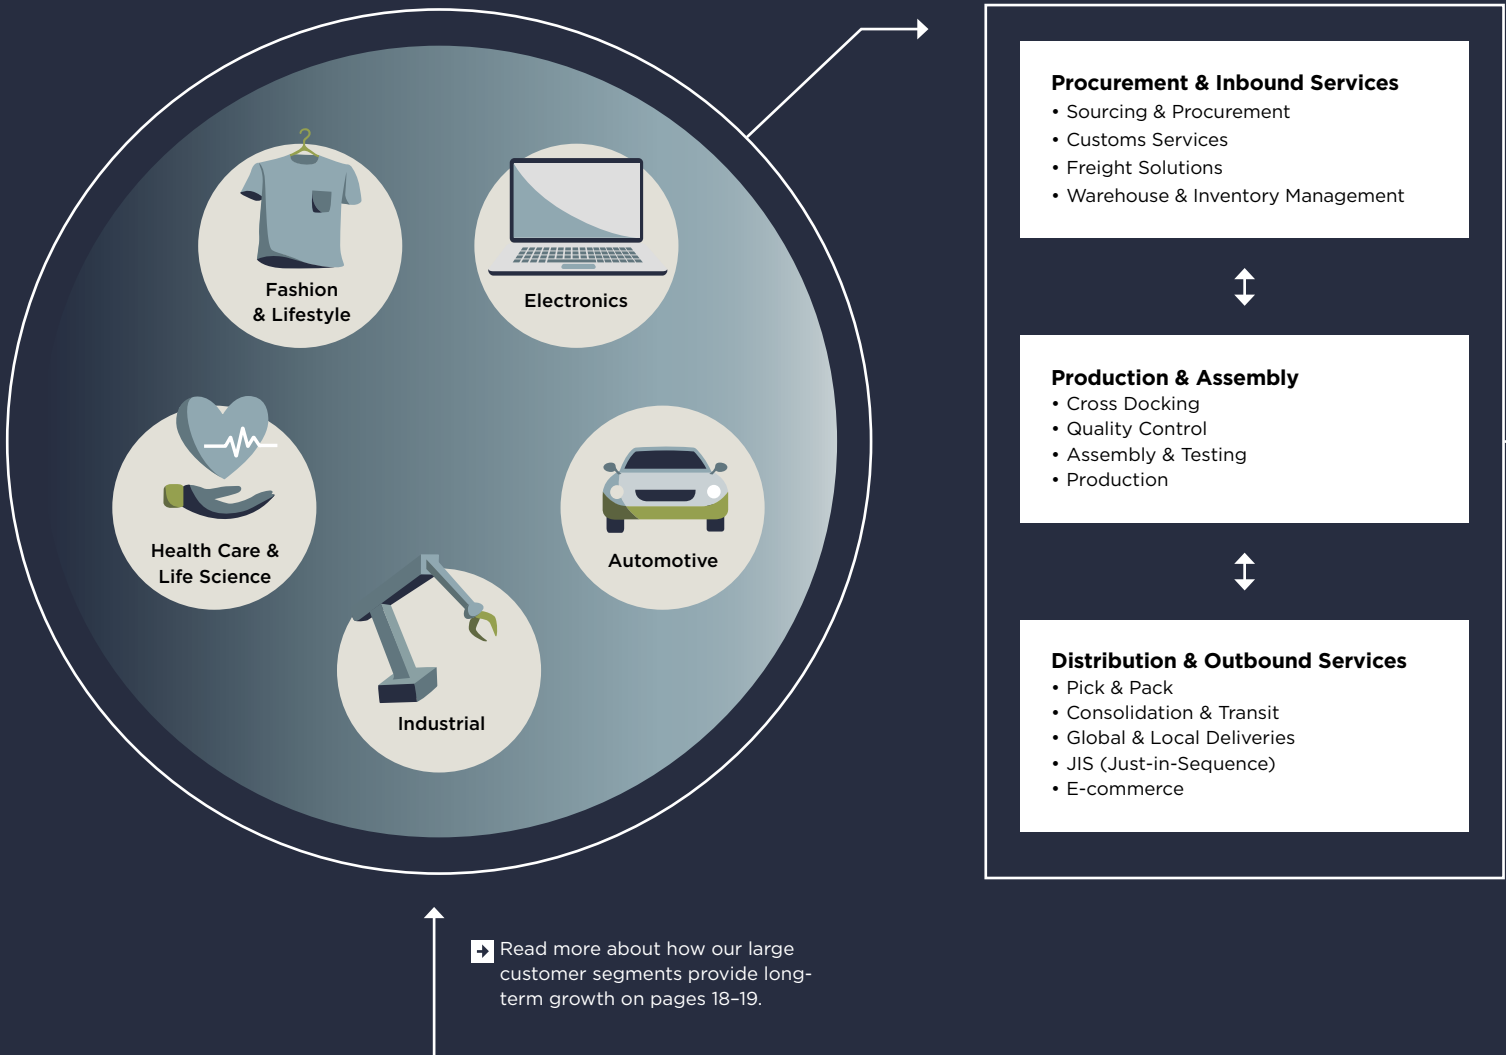 Fashion
& Lifestyle
Electronics
Health Care &
Life Science
Automotive
Industrial
Procurement & Inbound Services
• Sourcing & Procurement
• Customs Services
• Freight Solutions
• Warehouse & Inventory Management
Production & Assembly
• Cross Docking
• Quality Control
• Assembly & Testing
• Production
Distribution & Outbound Services
• Pick & Pack
• Consolidation & Transit
• Global & Local Deliveries
• JIS (Just-in-Sequence)
• E-commerce
Read more about how our large
customer segments provide long-
term growth on pages 18–19.